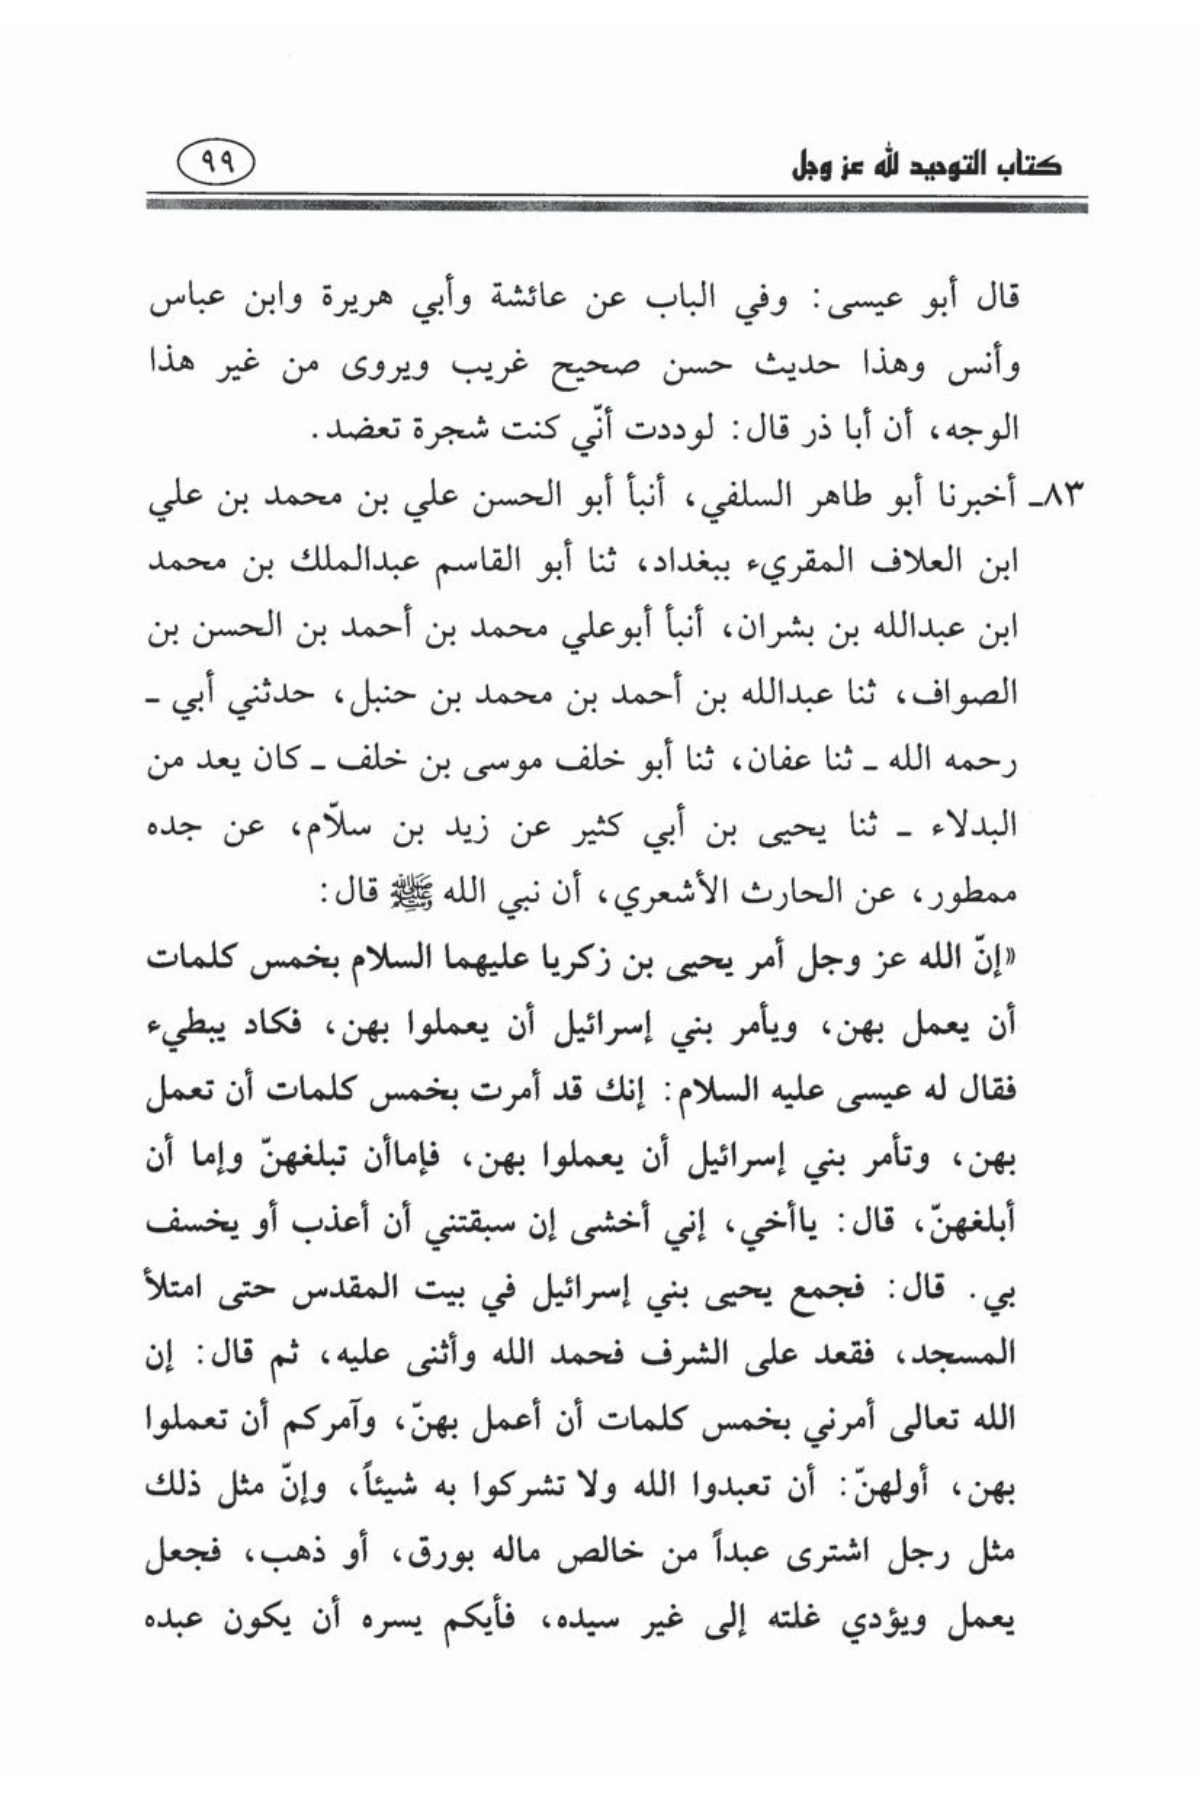 كتاب التوحيد لله عز وجل
٩٩
قال أبو عيسى: وفي الباب عن عائشة وأبي هريرة وابن عباس
وأنس وهذا حديث حسن صحيح غريب ويروى من غير هذا
الوجه، أن أبا ذر قال: لوددت أنّي كنت شجرة تعضد.
٨٣ـ أخبرنا أبو طاهر السلفي، أنبأ أبو الحسن علي بن محمد بن علي
ابن العلاف المقريء ببغداد، ثنا أبو القاسم عبدالملك بن محمد
ابن عبدالله بن بشران، أنبأ أبوعلي محمد بن أحمد بن الحسن بن
الصواف، ثنا عبدالله بن أحمد بن محمد بن حنبل، حدثني أبي ـ
رحمه الله ـ ثنا عفان، ثنا أبو خلف موسى بن خلف ـ كان يعد من
البدلاء ـ ثنا يحيى بن أبي كثير عن زيد بن سلاّم، عن جده
ممطور، عن الحارث الأشعري، أن نبي الله ﷺ قال:
«إنّ الله عز وجل أمر يحيى بن زكريا عليهما السلام بخمس كلمات
أن يعمل بهن، ويأمر بني إسرائيل أن يعملوا بهن، فكاد يبطيء
فقال له عيسى عليه السلام: إنك قد أمرت بخمس كلمات أن تعمل
بهن، وتأمر بني إسرائيل أن يعملوا بهن، فإماأن تبلغهنّ وإما أن
أبلغهنّ، قال: ياأخي، إني أخشى إن سبقتني أن أعذب أو يخسف
بي. قال: فجمع يحيى بني إسرائيل في بيت المقدس حتى امتلأ
المسجد، فقعد على الشرف فحمد الله وأثنى عليه، ثم قال: إن
الله تعالى أمرني بخمس كلمات أن أعمل بهنّ، وآمركم أن تعملوا
بهن، أولهنّ: أن تعبدوا الله ولا تشركوا به شيئاً، وإنّ مثل ذلك
مثل رجل اشترى عبداً من خالص ماله بورق، أو ذهب، فجعل
يعمل ويؤدي غلته إلى غير سيده، فأيكم يسره أن يكون عبده